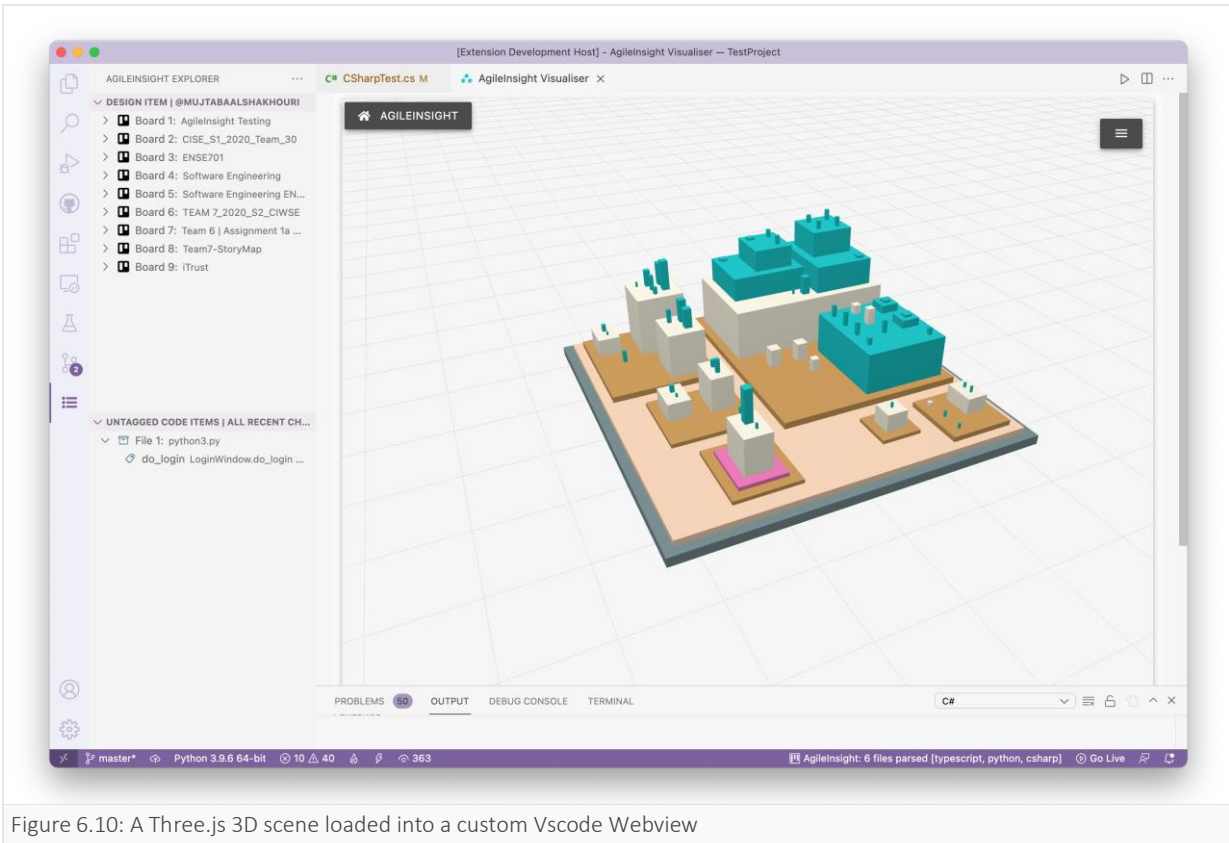 [Extension Development Host] - AgileInsight Visualiser — TestProject
AGILEINSIGHT EXPLORER ···
C# CSharpTest.cs M
AgileInsight Visualiser ×
DESIGN ITEM | @MUJTABAALSHAKHOURI
Board 1: AgileInsight Testing
Board 2: CISE_S1_2020_Team_30
Board 3: ENSE701
Board 4: Software Engineering
Board 5: Software Engineering EN...
Board 6: TEAM 7_2020_S2_CIWSE
Board 7: Team 6 | Assignment 1a ...
Board 8: Team7-StoryMap
Board 9: iTrust
AGILEINSIGHT
2
UNTAGGED CODE ITEMS | ALL RECENT CH...
File 1: python3.py
do_login LoginWindow.do_login ...
PROBLEMS 50 OUTPUT DEBUG CONSOLE TERMINAL
C#
master* Python 3.9.6 64-bit 10 40 363
AgileInsight: 6 files parsed [typescript, python, csharp] Go Live
Figure 6.10: A Three.js 3D scene loaded into a custom Vscode Webview